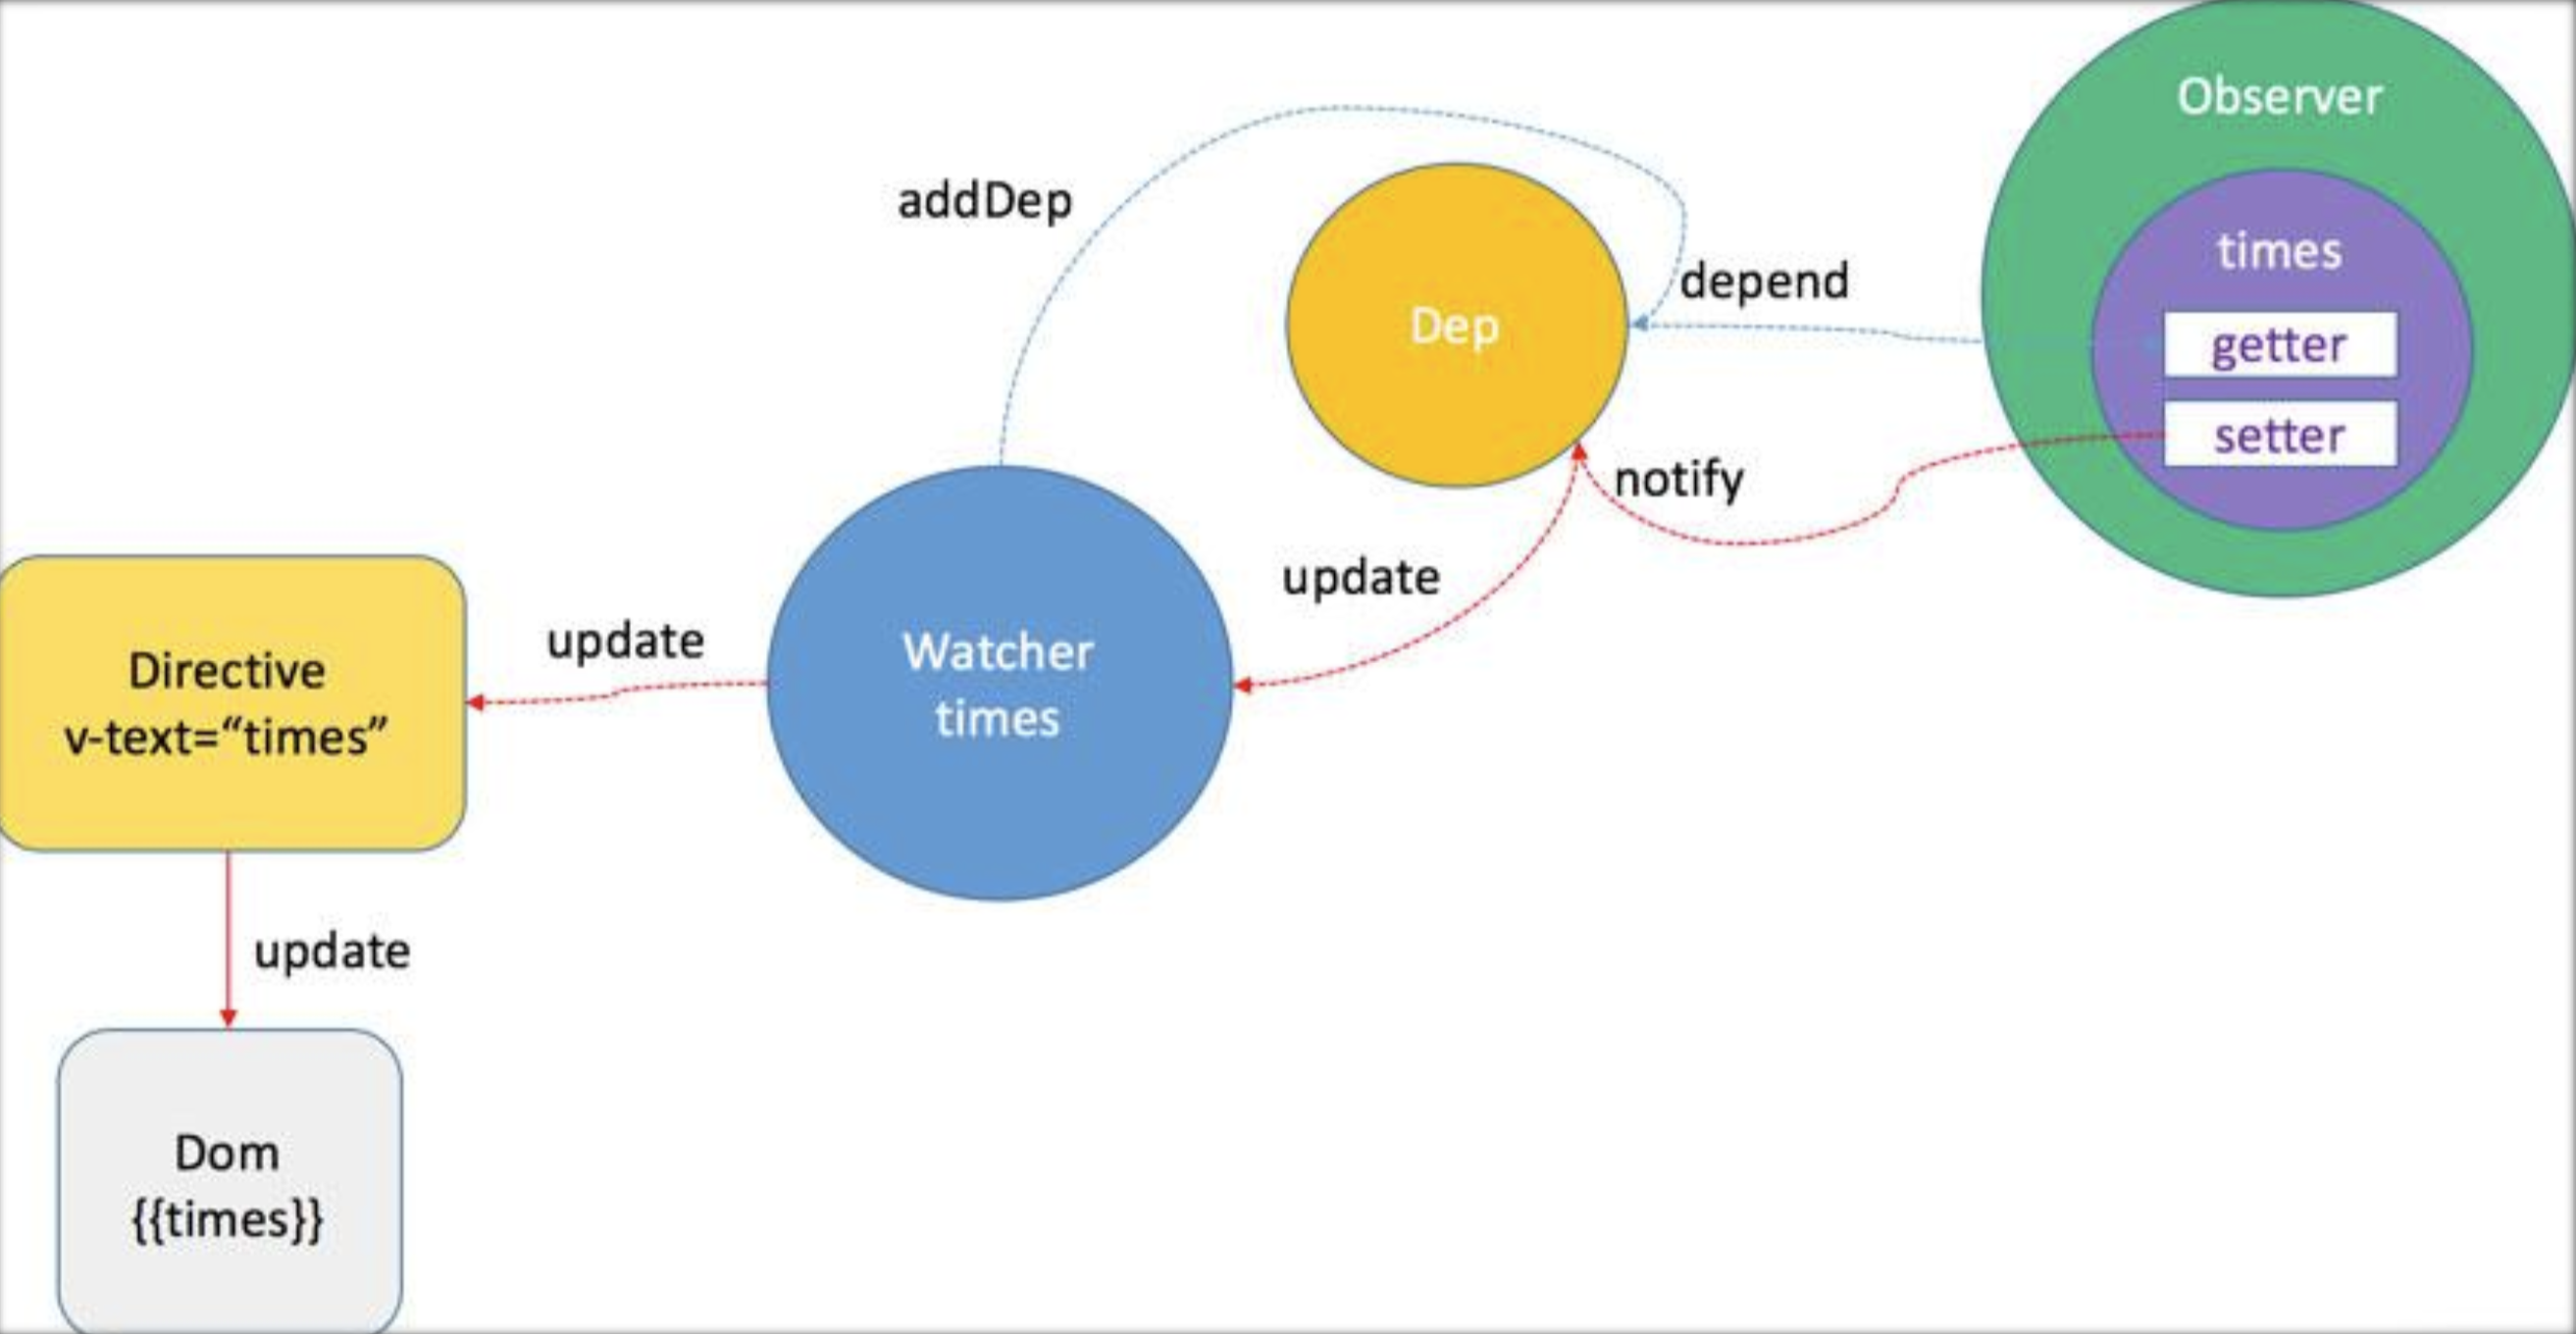 Observer
times
getter
setter
addDep
depend
Dep
notify
update
Watcher
times
update
Directive
v-text=“times”
update
Dom
{{times}}